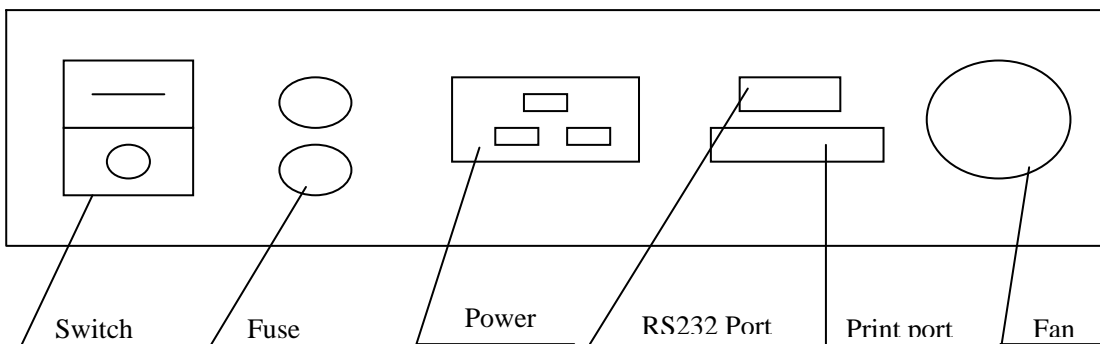 Switch
Fuse
Power
RS232 Port
Print port
Fan